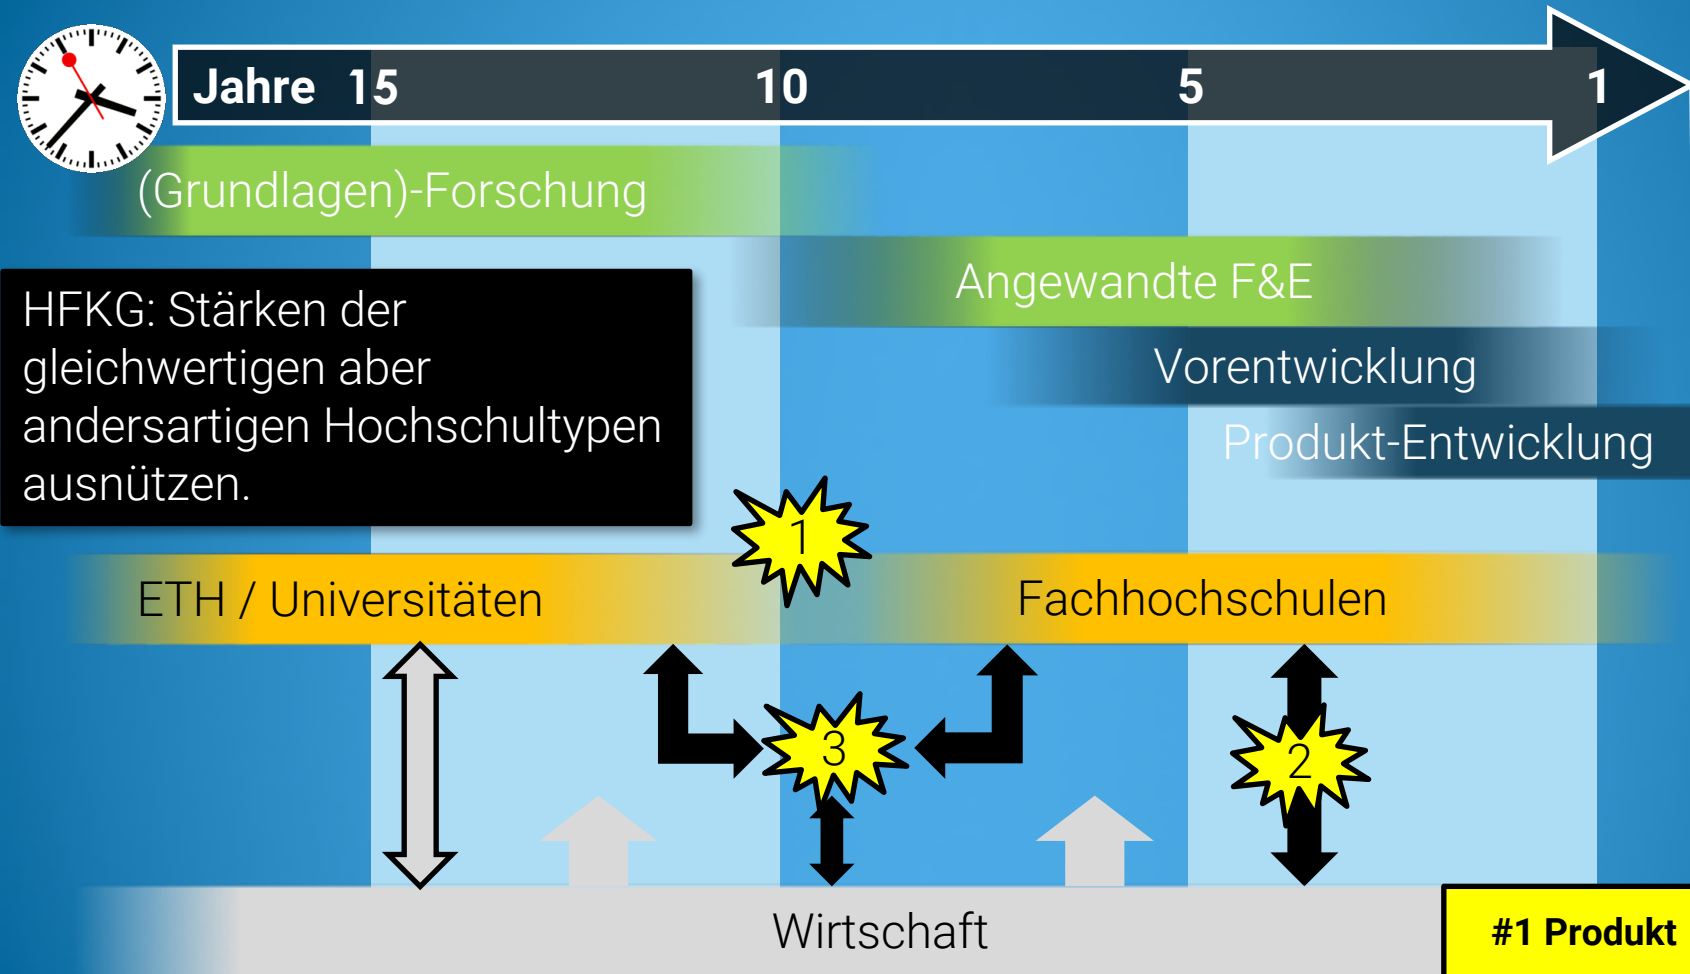 Jahre 15 10 5 1
(Grundlagen)-Forschung
Angewandte F&E
HFKG: Stärken der
gleichwertigen aber
andersartigen Hochschultypen
ausnützen.
Vorentwicklung
Produkt-Entwicklung
1
ETH / Universitäten Fachhochschulen
3
2
Wirtschaft
#1 Produkt